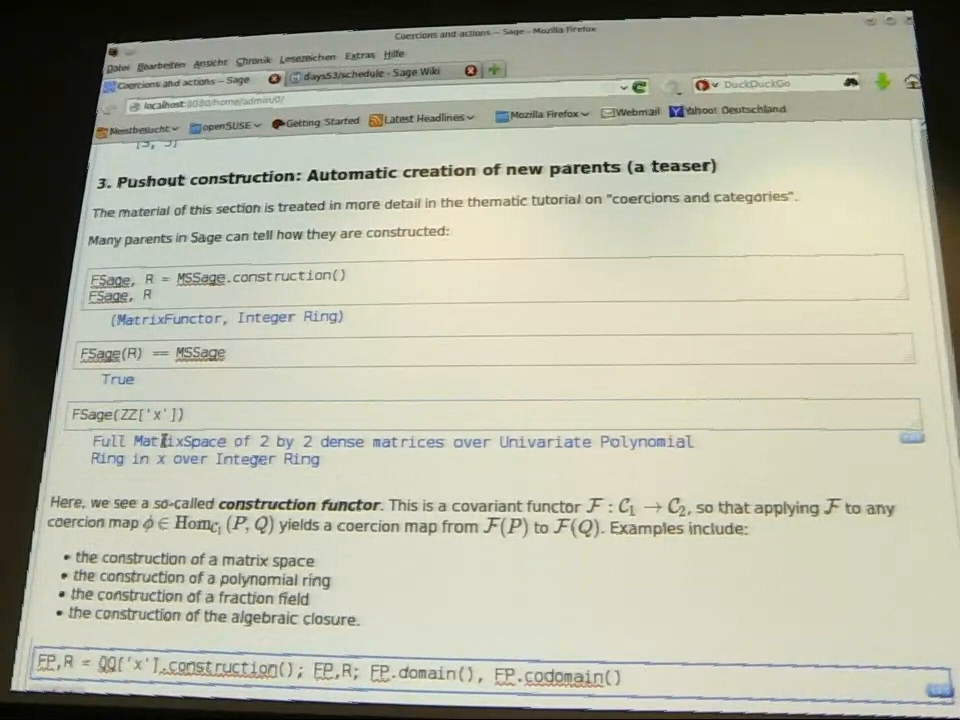 Coercions and actions – Sage - Mozilla Firefox
Datei Bearbeiten Ansicht Chronik Lesezeichen Extras Hilfe
Coercions and actions – Sage days53/schedule - Sage Wiki
localhost:8080/home/admin/0/ DuckDuckGo
Meistbesucht openSUSE Getting Started Latest Headlines Mozilla Firefox Webmail Yahoo! Deutschland
3. Pushout construction: Automatic creation of new parents (a teaser)
The material of this section is treated in more detail in the thematic tutorial on "coercions and categories".
Many parents in Sage can tell how they are constructed:
FSage, R = MSSage.construction()
FSage, R
(MatrixFunctor, Integer Ring)
FSage(R) == MSSage
True
FSage(ZZ['x'])
Full MatrixSpace of 2 by 2 dense matrices over Univariate Polynomial
Ring in x over Integer Ring
Here, we see a so-called construction functor. This is a covariant functor F : C₁ → C₂, so that applying F to any
coercion map ϕ ∈ Hom_C₁(P, Q) yields a coercion map from F(P) to F(Q). Examples include:
• the construction of a matrix space
• the construction of a polynomial ring
• the construction of a fraction field
• the construction of the algebraic closure.
FP,R = QQ['x'].construction(); FP,R; FP.domain(), FP.codomain()